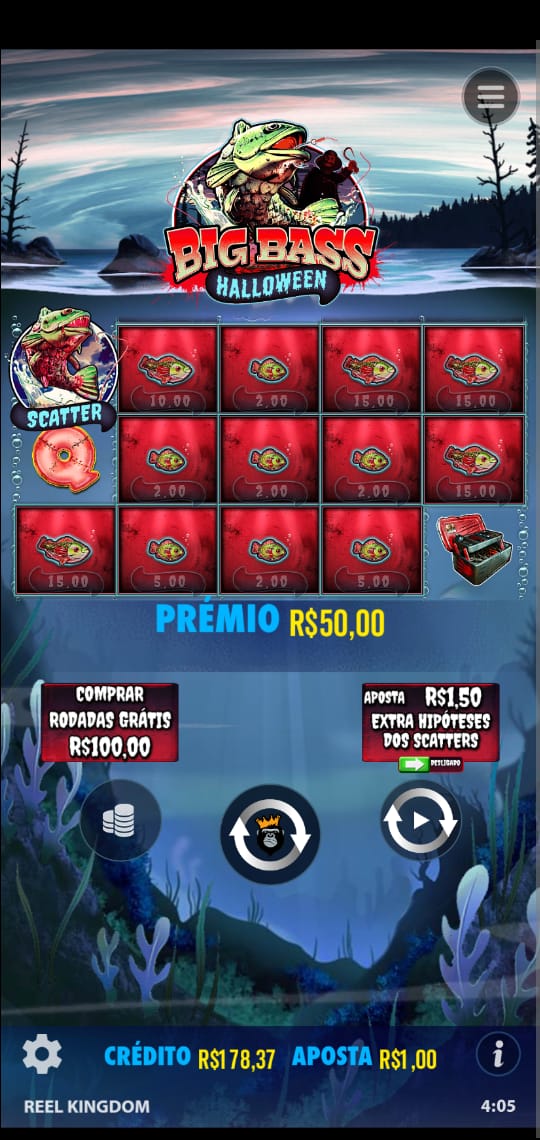 BIG BASS
HALLOWEEN
SCATTER
10.00 2.00 15.00 15.00
Q 2.00 2.00 2.00 15.00
15.00 5.00 2.00 5.00
PRÉMIO R$50,00
COMPRAR
RODADAS GRÁTIS
R$100,00
APOSTA R$1,50
EXTRA HIPÓTESES
DOS SCATTERS
DESLIGADO
CRÉDITO R$178,37 APOSTA R$1,00
REEL KINGDOM 4:05